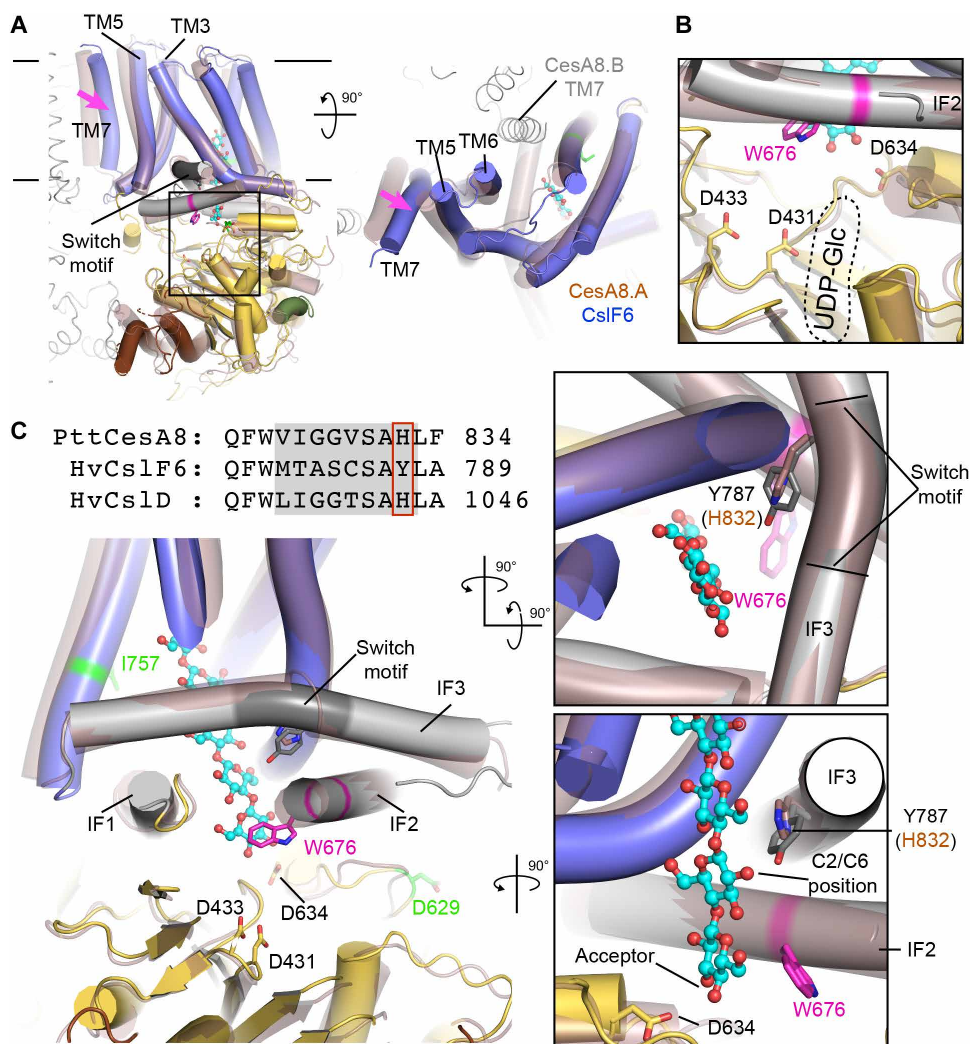 A
TM5
TM3
90°
TM7
Switch
motif
CesA8.B
TM7
TM5
TM6
TM7
CesA8.A
CslF6
B
IF2
W676
D634
D433
D431
UDP-Glc
C
PttCesA8: QFWVIGGVSAHLF 834
HvCslF6: QFWMTASCSAYLA 789
HvCslD : QFWLIGGTSAHLA 1046
90°
90°
I757
Switch
motif
IF3
IF1
IF2
W676
D433
D634
D629
D431
90°
Y787
(H832)
Switch
motif
W676
IF3
IF3
Y787
(H832)
C2/C6
position
IF2
Acceptor
W676
D634